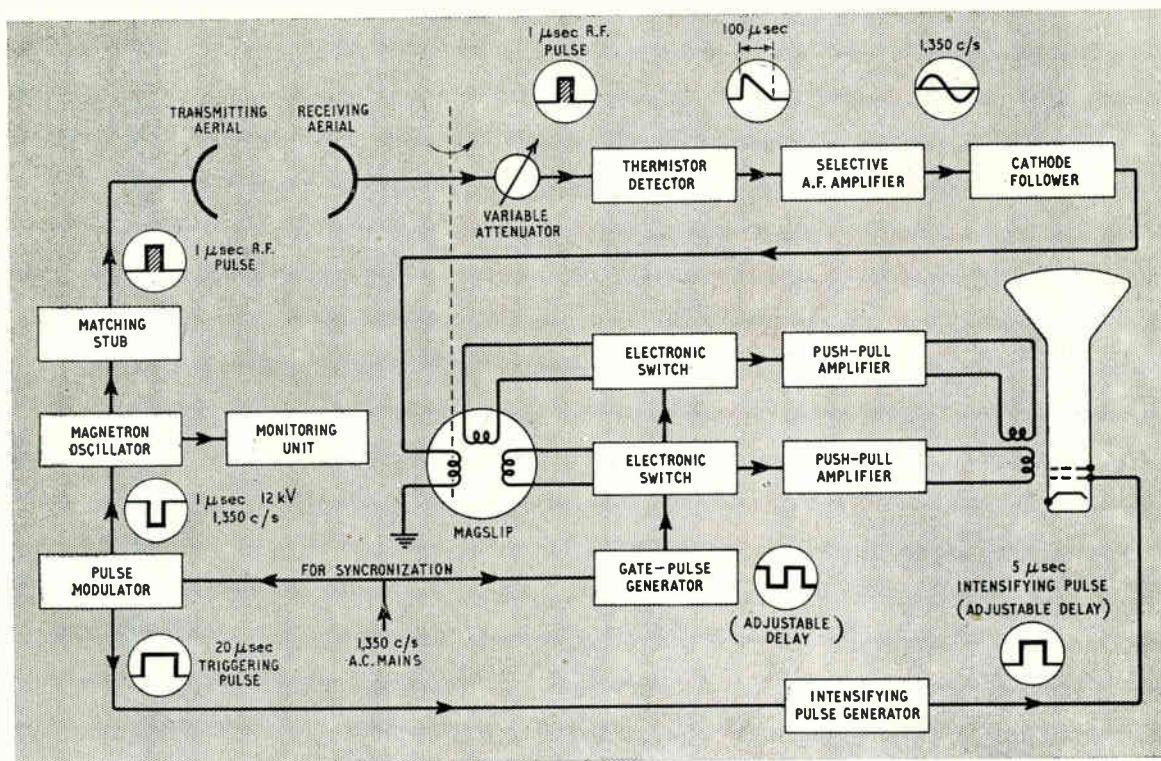 1 μsec R.F.
PULSE
100 μsec
1,350 c/s
TRANSMITTING
AERIAL
RECEIVING
AERIAL
VARIABLE
ATTENUATOR
THERMISTOR
DETECTOR
SELECTIVE
A.F. AMPLIFIER
CATHODE
FOLLOWER
1 μsec R.F.
PULSE
MATCHING
STUB
MAGNETRON
OSCILLATOR
MONITORING
UNIT
ELECTRONIC
SWITCH
PUSH-PULL
AMPLIFIER
ELECTRONIC
SWITCH
PUSH-PULL
AMPLIFIER
1 μsec 12 kV
1,350 c/s
MAGSLIP
PULSE
MODULATOR
FOR SYNCRONIZATION
GATE-PULSE
GENERATOR
(ADJUSTABLE
DELAY)
1,350 c/s
A.C. MAINS
20 μsec
TRIGGERING
PULSE
5 μsec
INTENSIFYING PULSE
(ADJUSTABLE DELAY)
INTENSIFYING
PULSE GENERATOR